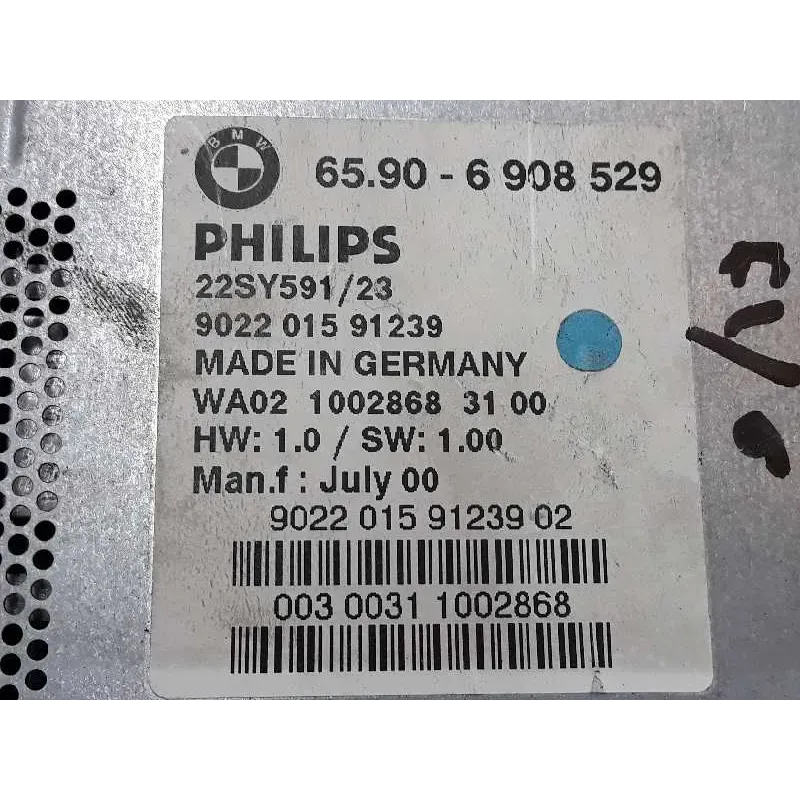 BMW
65.90 - 6 908 529
PHILIPS
22SY591/23
9022 015 91239
MADE IN GERMANY
WA02 1002868 31 00
HW: 1.0 / SW: 1.00
Man.f : July 00
9022 015 91239 02
003 0031 1002868